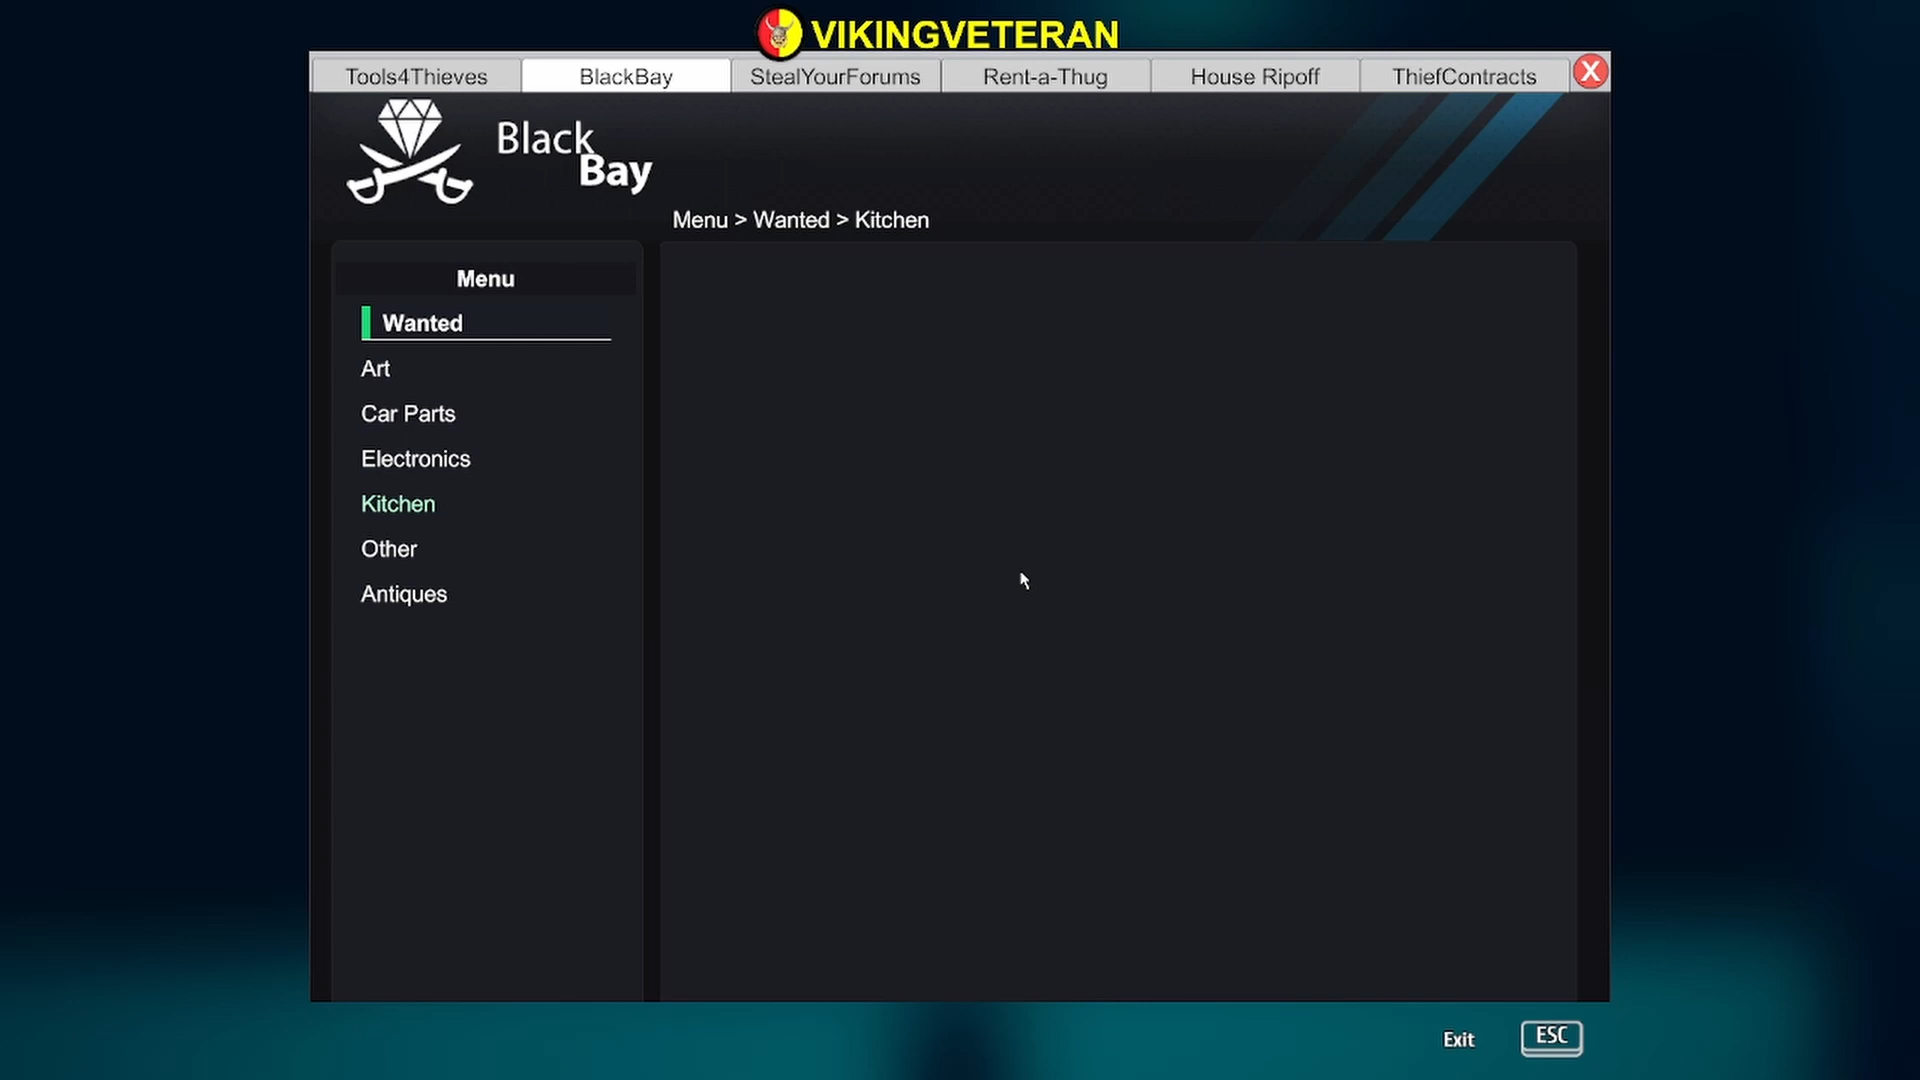 VIKINGVETERAN
Tools4Thieves
BlackBay
StealYourForums
Rent-a-Thug
House Ripoff
ThiefContracts
X
Black
Bay
Menu > Wanted > Kitchen
Menu
Wanted
Art
Car Parts
Electronics
Kitchen
Other
Antiques
Exit
ESC